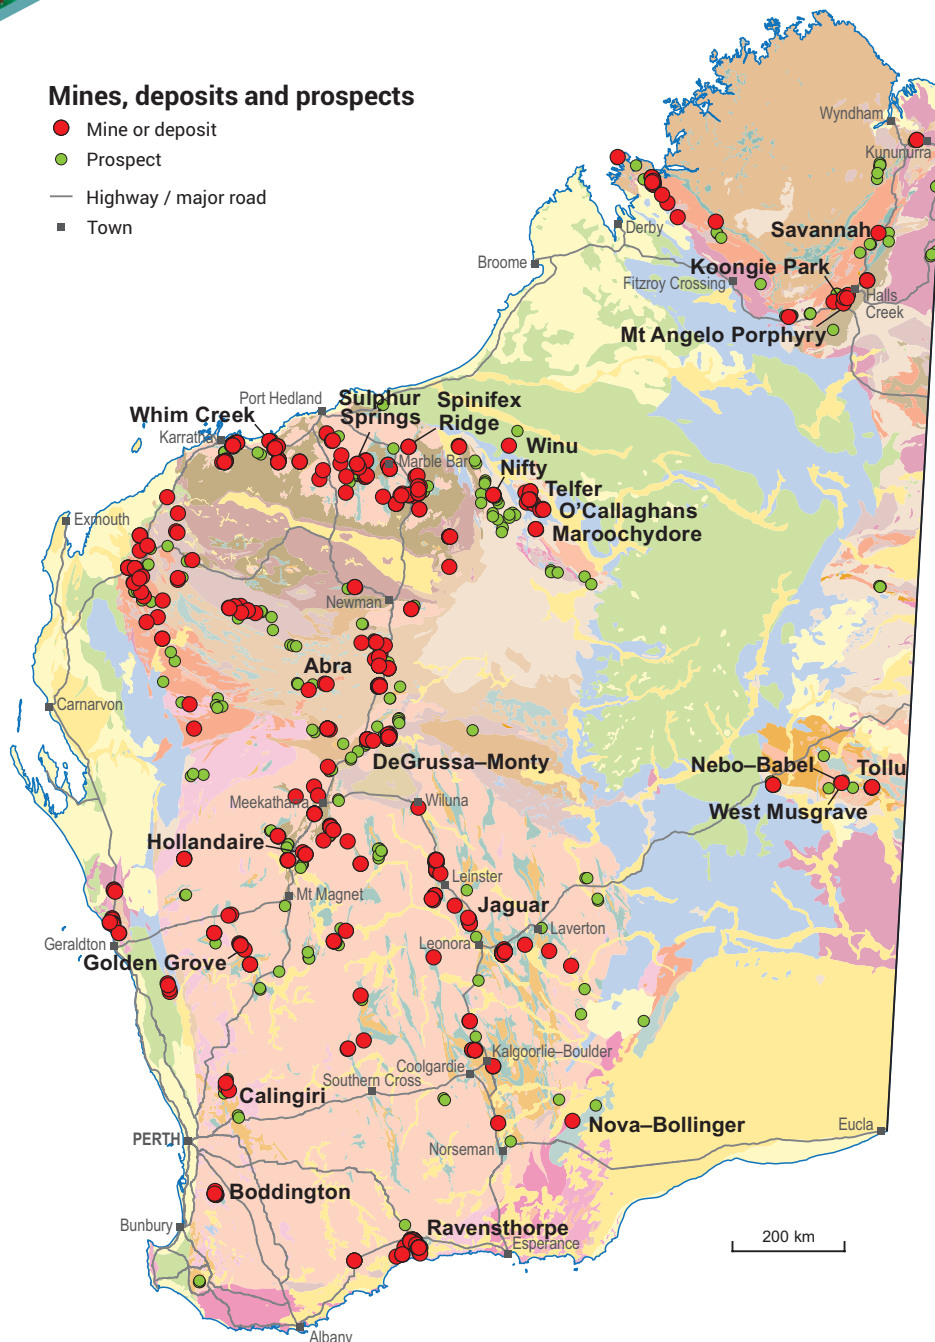 Mines, deposits and prospects
Mine or deposit
Prospect
Highway / major road
Town
Wyndham
Kununurra
Derby
Savannah
Broome
Koongie Park
Fitzroy Crossing
Halls
Creek
Mt Angelo Porphyry
Port Hedland
Sulphur
Springs
Spinifex
Ridge
Whim Creek
Karratha
Marble Bar
Winu
Nifty
Telfer
O'Callaghans
Maroochydore
Exmouth
Newman
Abra
Carnarvon
DeGrussa–Monty
Nebo–Babel
Tollu
West Musgrave
Meekatharra
Wiluna
Hollandaire
Leinster
Mt Magnet
Jaguar
Laverton
Leonora
Geraldton
Golden Grove
Kalgoorlie–Boulder
Coolgardie
Southern Cross
Calingiri
Nova–Bollinger
Eucla
PERTH
Norseman
Boddington
Bunbury
Ravensthorpe
Esperance
200 km
Albany